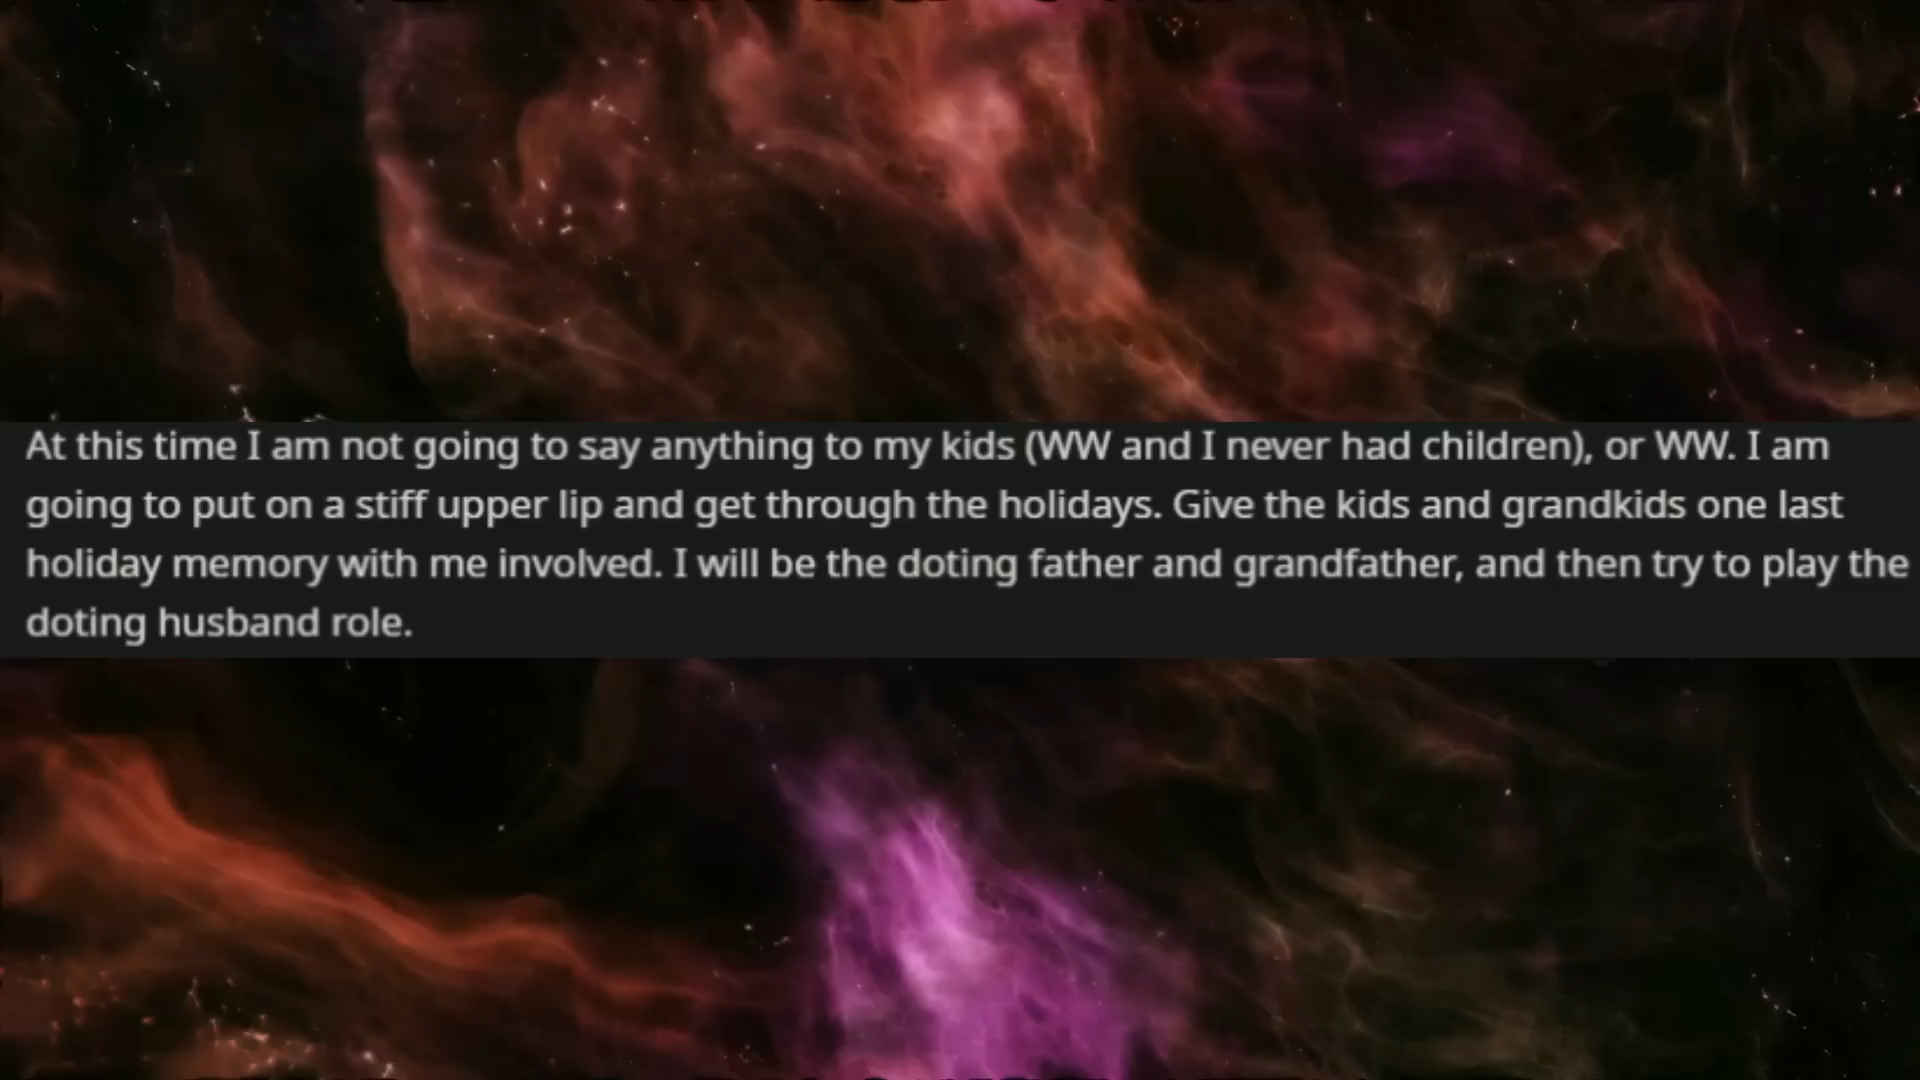 At this time I am not going to say anything to my kids (WW and I never had children), or WW. I am
going to put on a stiff upper lip and get through the holidays. Give the kids and grandkids one last
holiday memory with me involved. I will be the doting father and grandfather, and then try to play the
doting husband role.